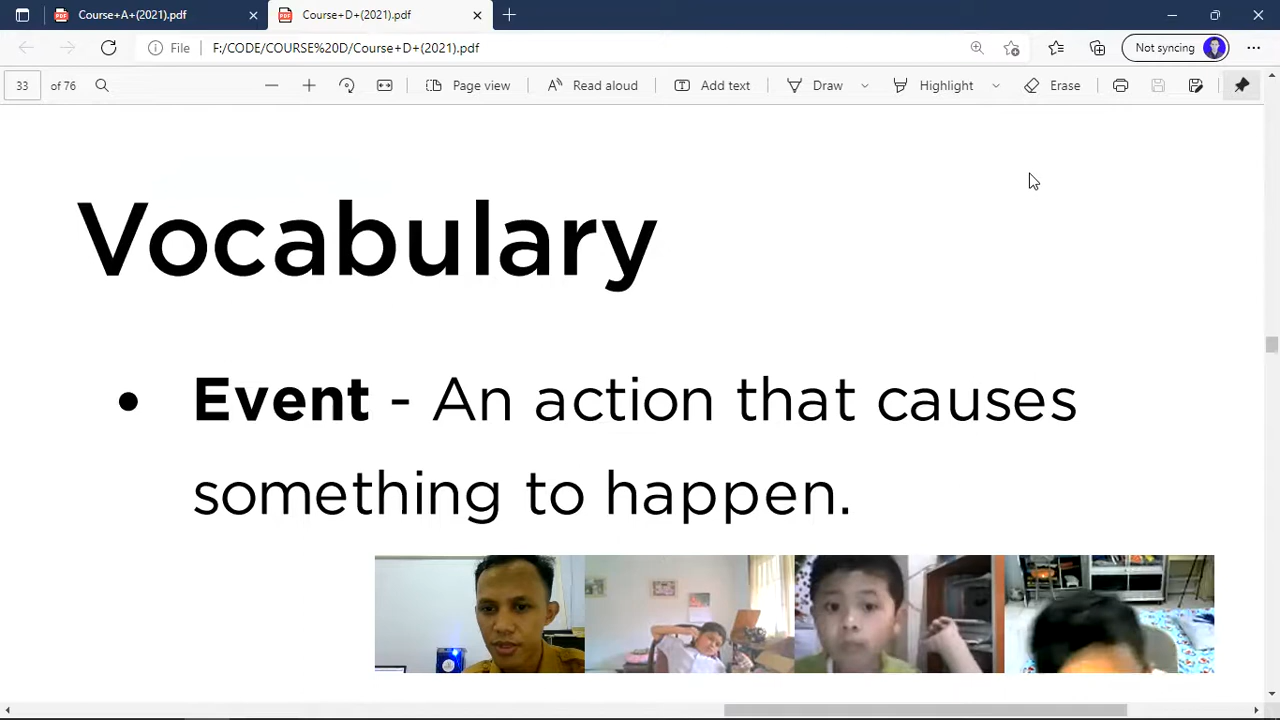 Course+A+(2021).pdf
Course+D+(2021).pdf
File
F:/CODE/COURSE%20D/Course+D+(2021).pdf
Not syncing
33 of 76
Page view
Read aloud
Add text
Draw
Highlight
Erase
Vocabulary
• Event - An action that causes
something to happen.